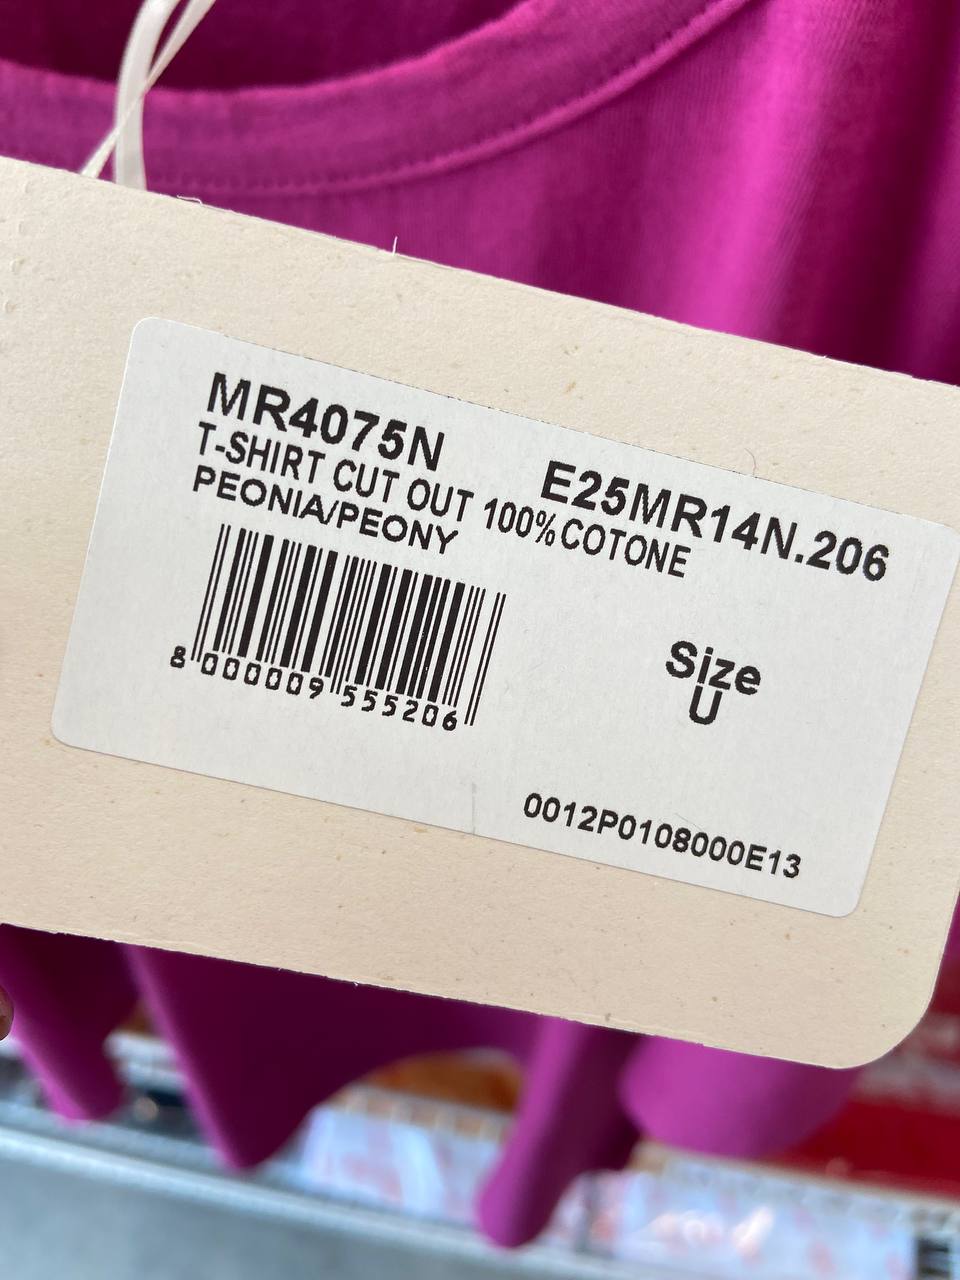 MR4075N E25MR14N.206
T-SHIRT CUT OUT 100%COTONE
PEONIA/PEONY
8 000009 555206
Size
U
0012P0108000E13